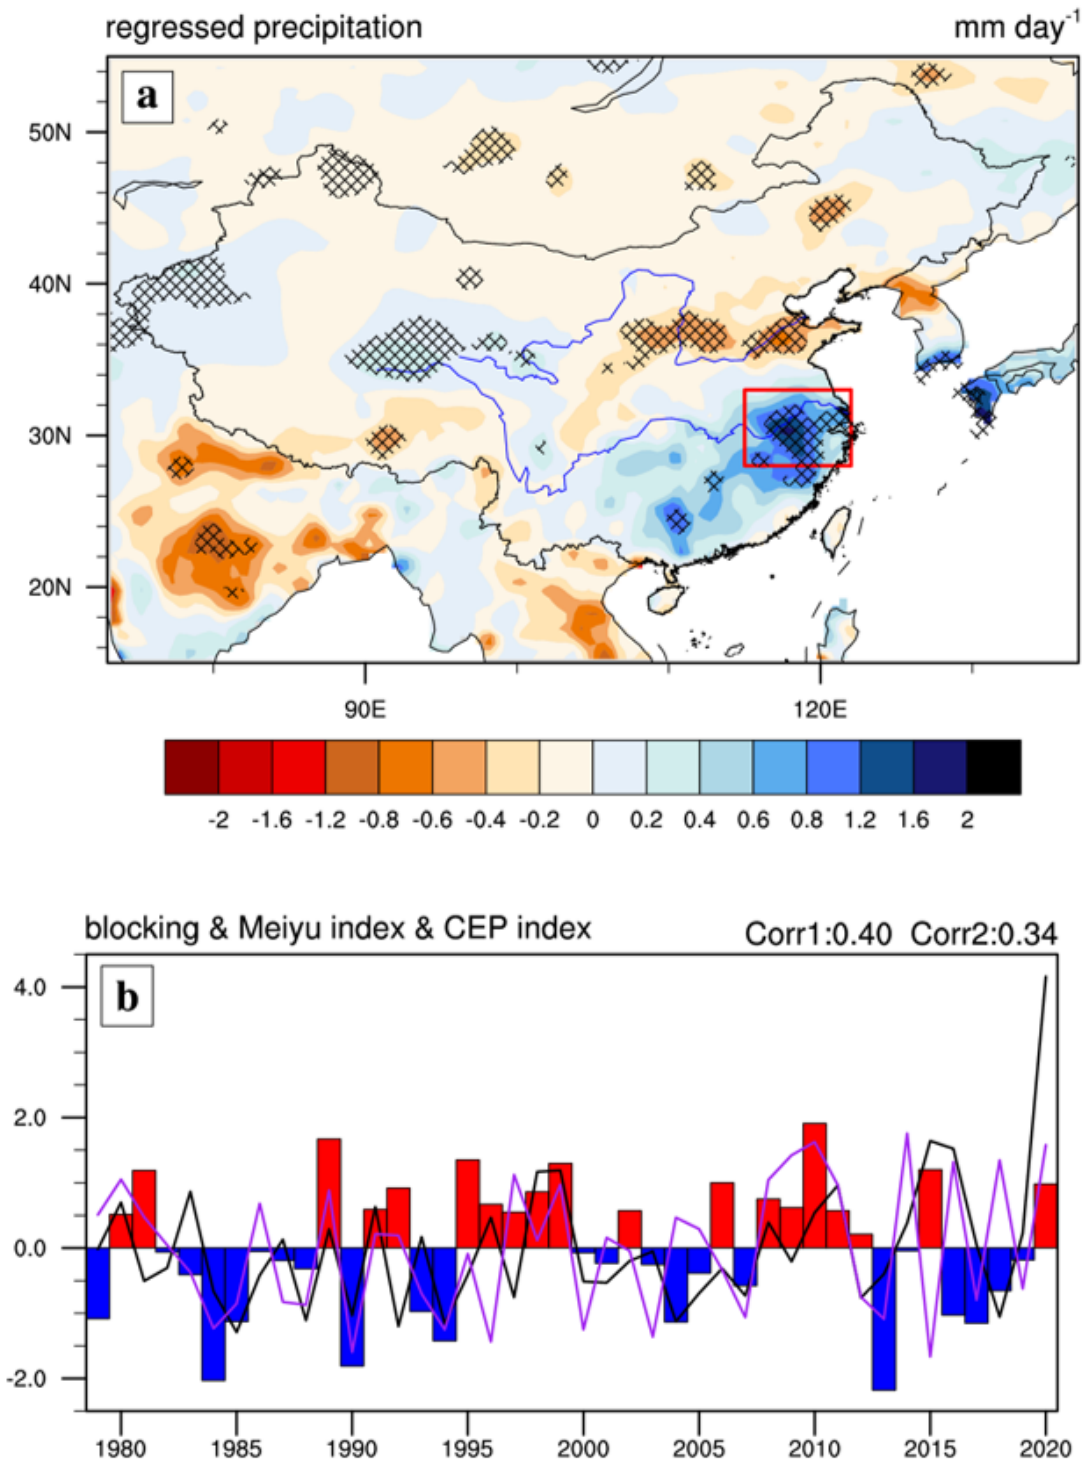 regressed precipitation mm day-1
a
50N
40N
30N
20N
90E 120E
-2 -1.6 -1.2 -0.8 -0.6 -0.4 -0.2 0 0.2 0.4 0.6 0.8 1.2 1.6 2
blocking & Meiyu index & CEP index Corr1:0.40 Corr2:0.34
b
4.0
2.0
0.0
-2.0
1980 1985 1990 1995 2000 2005 2010 2015 2020